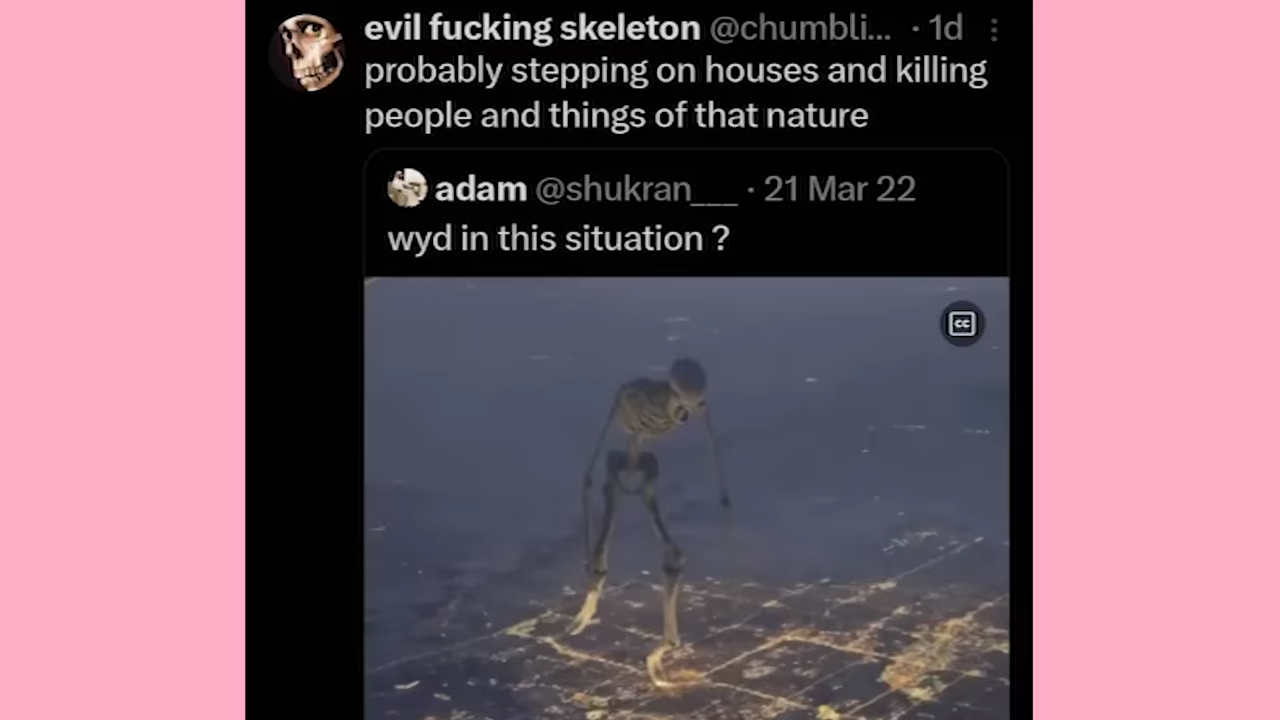 evil fucking skeleton @chumbli... · 1d
probably stepping on houses and killing
people and things of that nature
adam @shukran___ · 21 Mar 22
wyd in this situation ?
CC